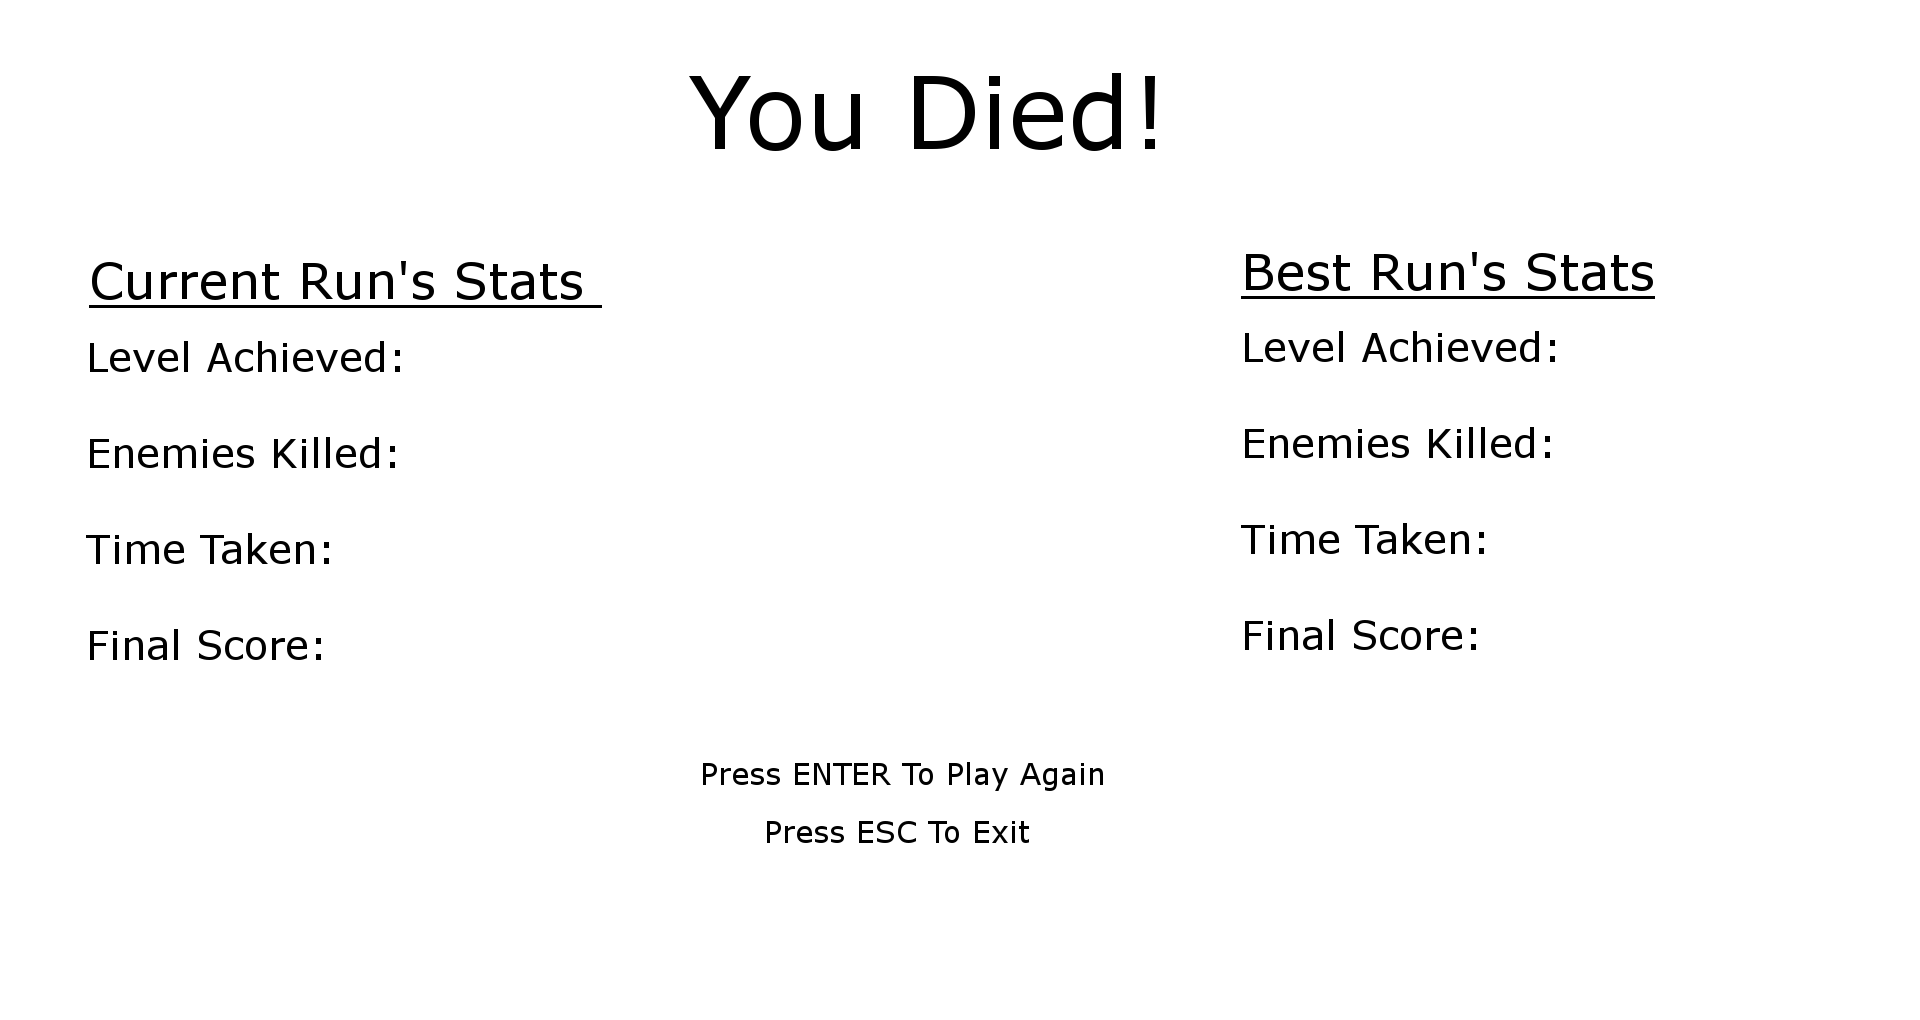 You Died!
Current Run's Stats
Level Achieved:
Enemies Killed:
Time Taken:
Final Score:
Best Run's Stats
Level Achieved:
Enemies Killed:
Time Taken:
Final Score:
Press ENTER To Play Again
Press ESC To Exit